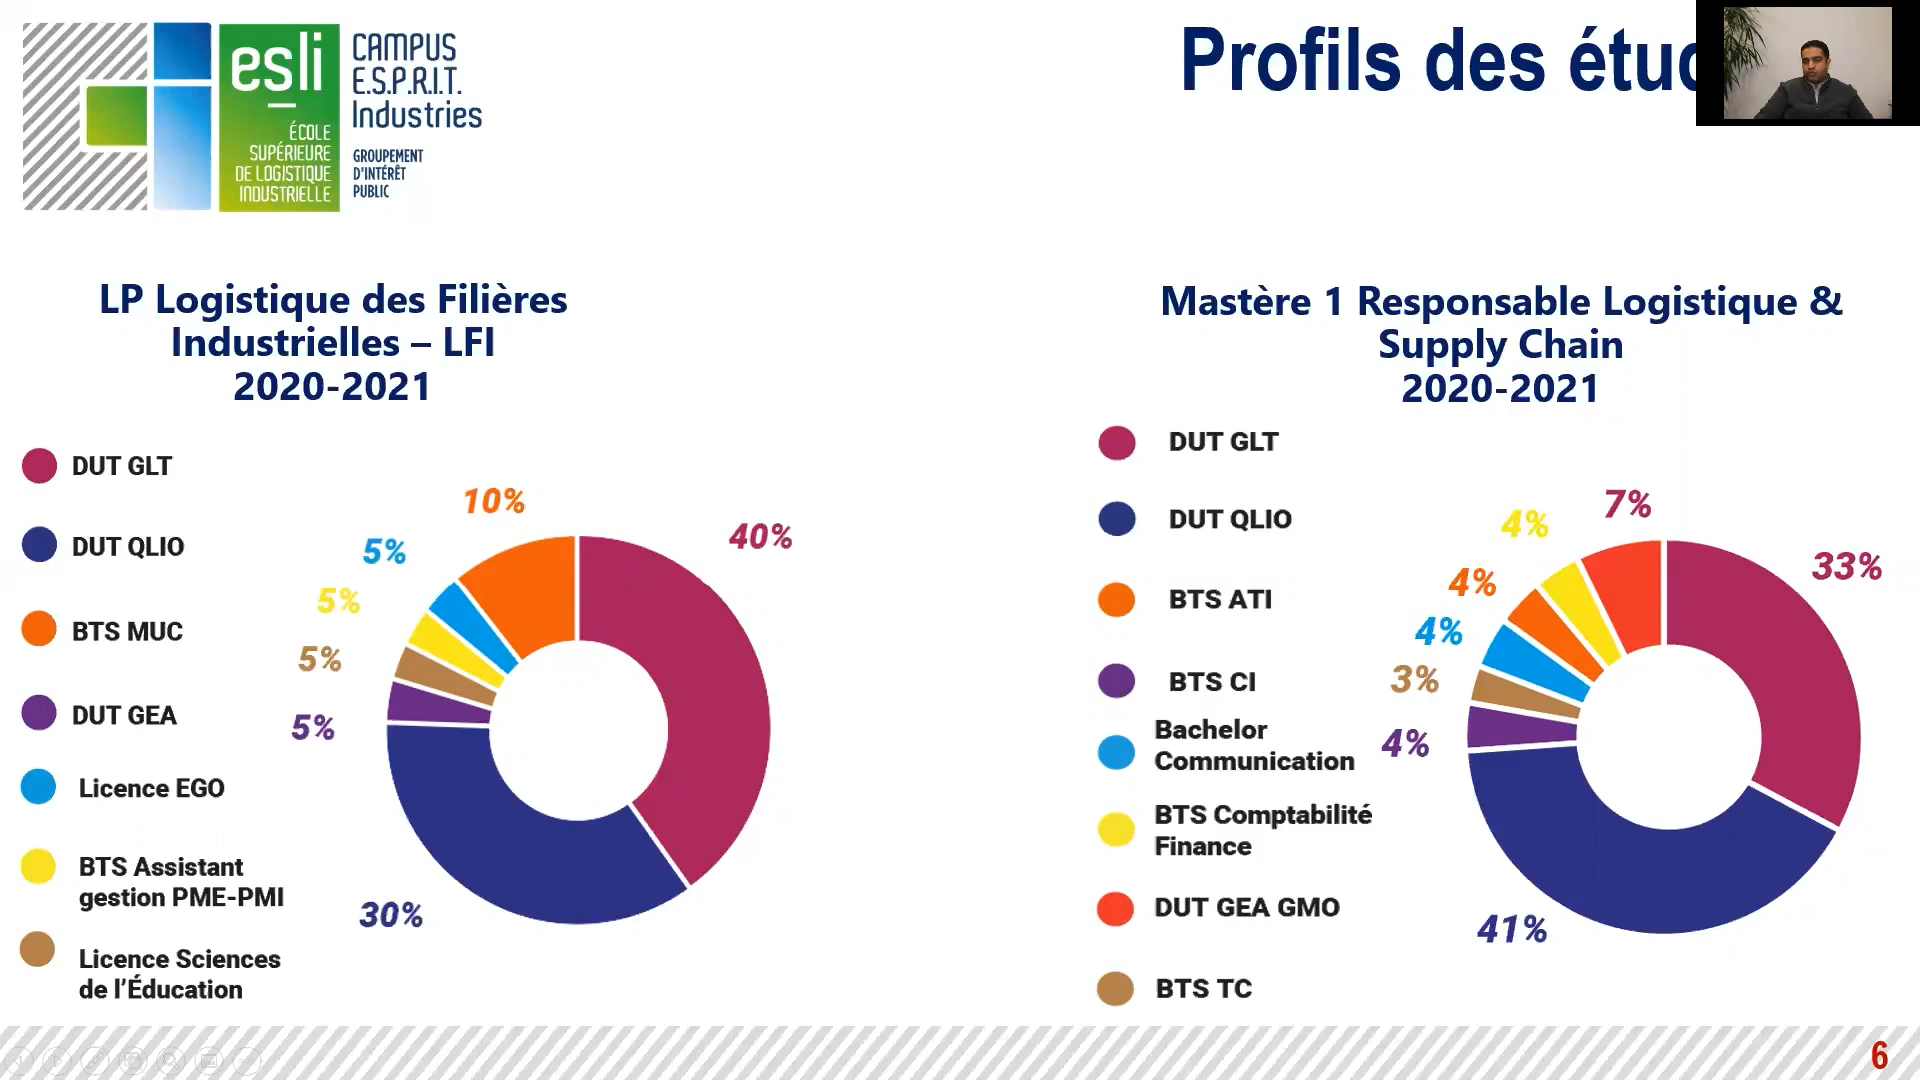 esli
ÉCOLE
SUPÉRIEURE
DE LOGISTIQUE
INDUSTRIELLE
CAMPUS
E.S.P.R.I.T.
Industries
GROUPEMENT
D'INTÉRÊT
PUBLIC
Profils des
LP Logistique des Filières
Industrielles – LFI
2020-2021
DUT GLT
DUT QLIO
BTS MUC
DUT GEA
Licence EGO
BTS Assistant
gestion PME-PMI
Licence Sciences
de l'Éducation
10%
40%
5%
5%
5%
5%
30%
Mastère 1 Responsable Logistique &
Supply Chain
2020-2021
DUT GLT
DUT QLIO
BTS ATI
BTS CI
Bachelor
Communication
BTS Comptabilité
Finance
DUT GEA GMO
BTS TC
7%
4%
33%
4%
4%
3%
4%
41%
6